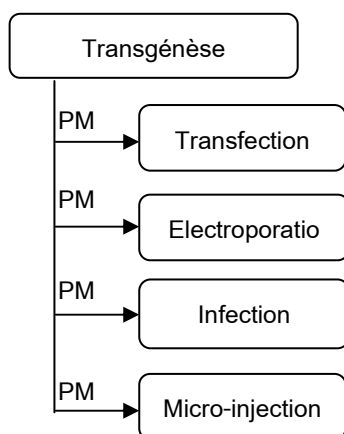 Transgénèse
PM
Transfection
PM
Electroporatio
PM
Infection
PM
Micro-injection